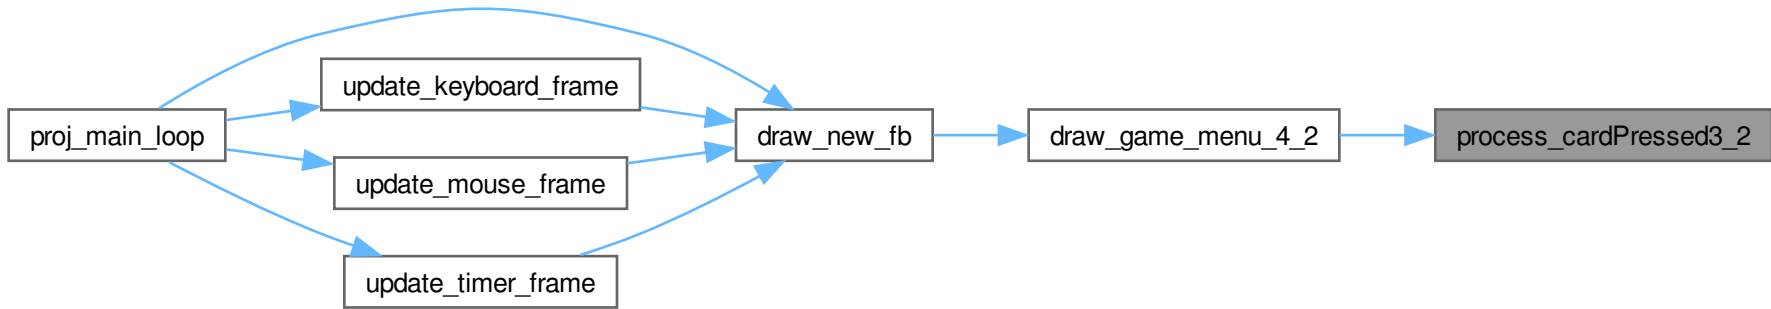 proj_main_loop
update_keyboard_frame
update_mouse_frame
update_timer_frame
draw_new_fb
draw_game_menu_4_2
process_cardPressed3_2